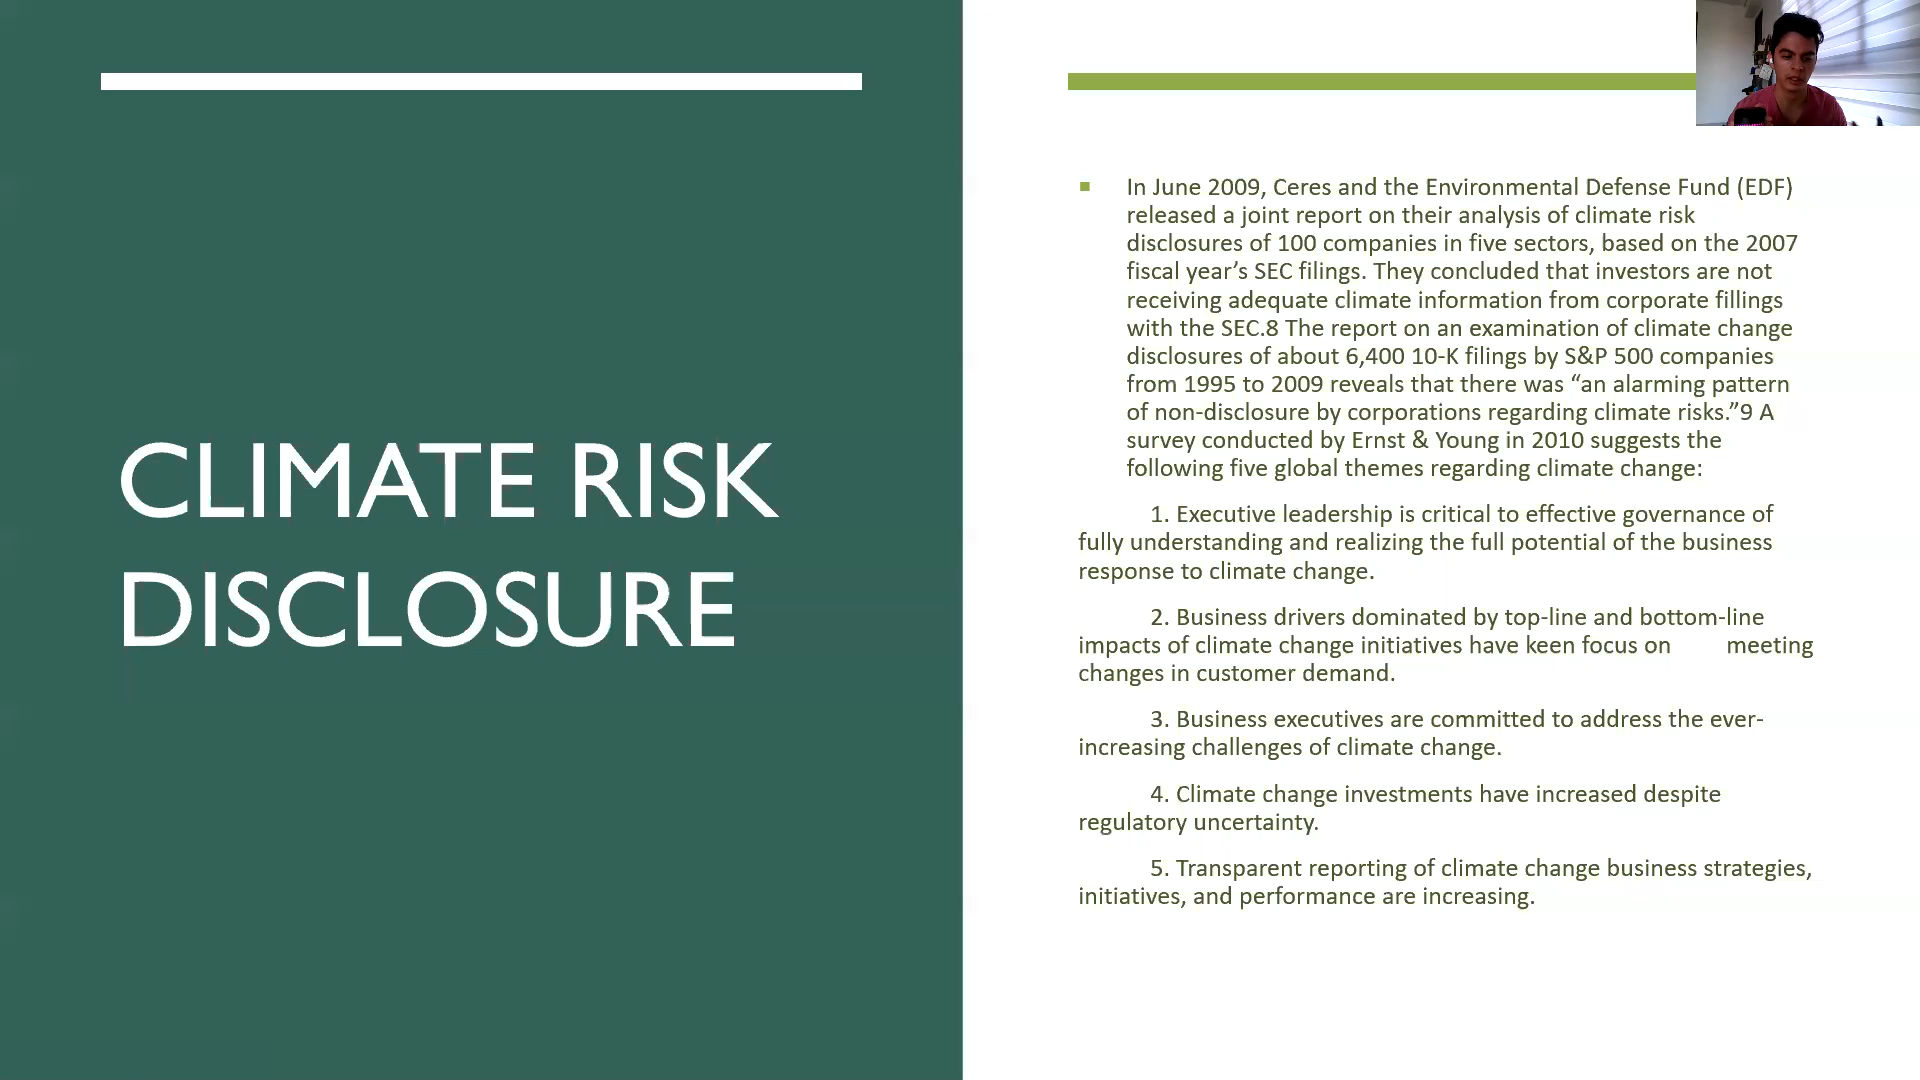 CLIMATE RISK
DISCLOSURE
In June 2009, Ceres and the Environmental Defense Fund (EDF)
released a joint report on their analysis of climate risk
disclosures of 100 companies in five sectors, based on the 2007
fiscal year’s SEC filings. They concluded that investors are not
receiving adequate climate information from corporate fillings
with the SEC.8 The report on an examination of climate change
disclosures of about 6,400 10-K filings by S&P 500 companies
from 1995 to 2009 reveals that there was “an alarming pattern
of non-disclosure by corporations regarding climate risks.”9 A
survey conducted by Ernst & Young in 2010 suggests the
following five global themes regarding climate change:
1. Executive leadership is critical to effective governance of
fully understanding and realizing the full potential of the business
response to climate change.
2. Business drivers dominated by top-line and bottom-line
impacts of climate change initiatives have keen focus on meeting
changes in customer demand.
3. Business executives are committed to address the ever-
increasing challenges of climate change.
4. Climate change investments have increased despite
regulatory uncertainty.
5. Transparent reporting of climate change business strategies,
initiatives, and performance are increasing.